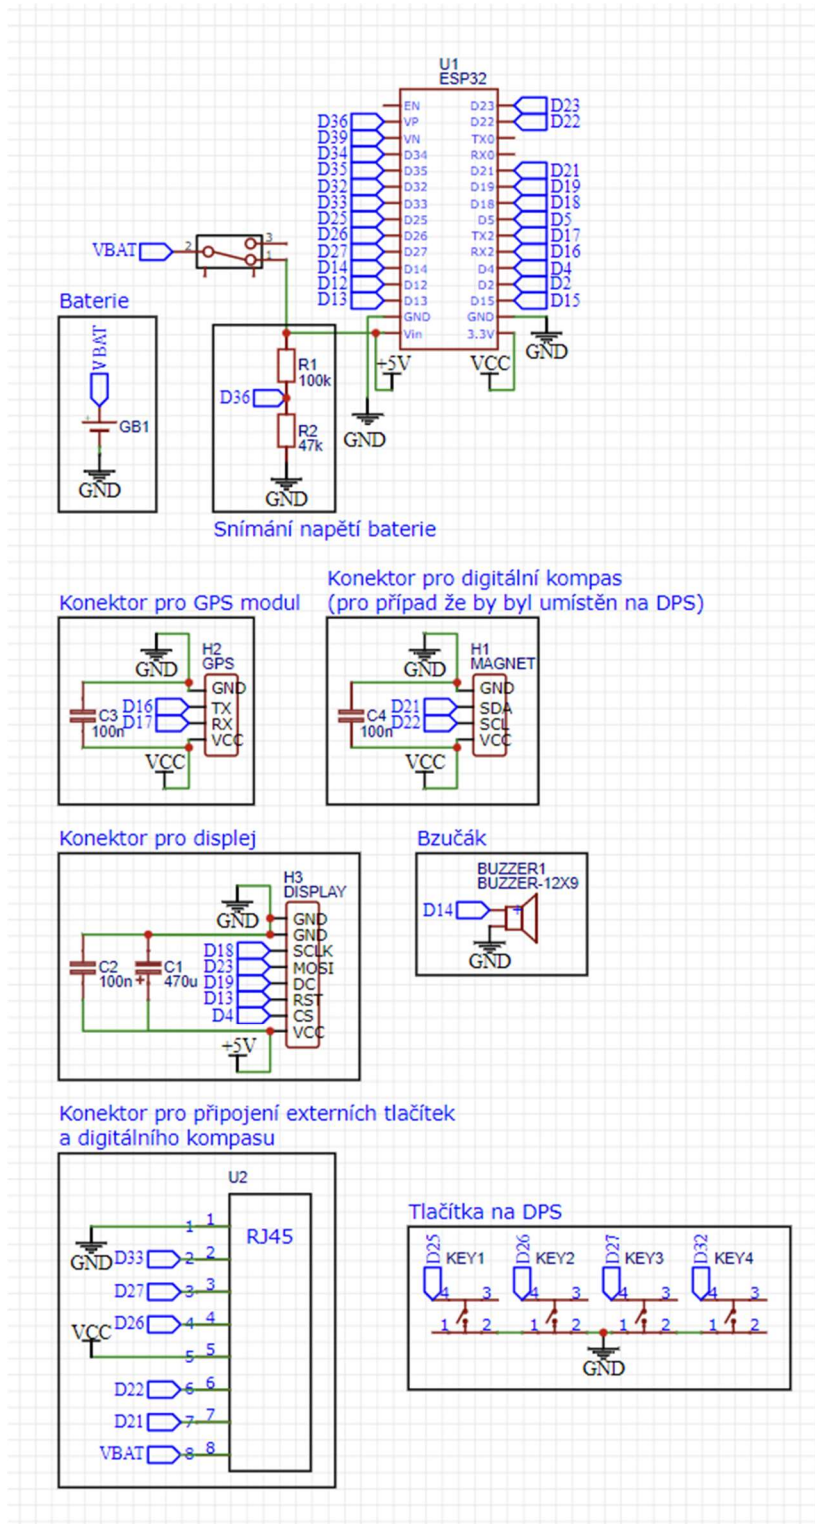 U1
ESP32
EN
D36 VP
D39 VN
D34 D34
D35 D35
D32 D32
D33 D33
D25 D25
D26 D26
D27 D27
D14 D14
D12 D12
D13 D13
GND
Vin
D23 D23
D22 D22
TX0
RX0
D21 D21
D19 D19
D18 D18
D5 D5
TX2 D17
RX2 D16
D4 D4
D2 D2
D15 D15
GND
3.3V
GND
+5V
VCC
GND
VBAT 2
3
1
Baterie
VBAT
+
GB1
GND
R1
100k
D36
R2
47k
GND
Snímání napětí baterie
Konektor pro GPS modul
H2
GPS
GND
GND
D16 TX
D17 RX
VCC
C3
100n
VCC
Konektor pro digitální kompas
(pro případ že by byl umístěn na DPS)
H1
MAGNET
GND
GND
D21 SDA
D22 SCL
VCC
C4
100n
VCC
Konektor pro displej
H3
DISPLAY
GND
GND
GND
D18 SCLK
D23 MOSI
D19 DC
D13 RST
D4 CS
VCC
C2
100n
C1
+ 470u
+5V
Bzučák
BUZZER1
BUZZER-12X9
D14 +
GND
Konektor pro připojení externích tlačítek
a digitálního kompasu
U2
RJ45
1 1
GND
D33 2 2
D27 3 3
D26 4 4
VCC
5 5
D22 6 6
D21 7 7
VBAT 8 8
Tlačítka na DPS
D25 KEY1
4 3
1 2
D26 KEY2
4 3
1 2
D27 KEY3
4 3
1 2
D32 KEY4
4 3
1 2
GND